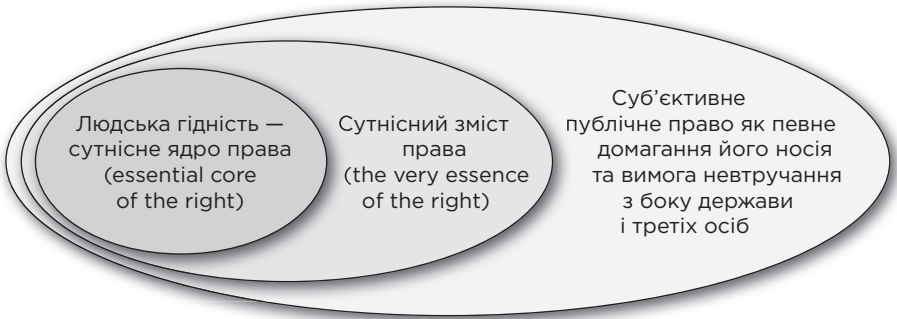 Людська гідність —
сутнісне ядро права
(essential core
of the right)
Сутнісний зміст
права
(the very essence
of the right)
Суб’єктивне
публічне право як певне
домагання його носія
та вимога невтручання
з боку держави
і третіх осіб